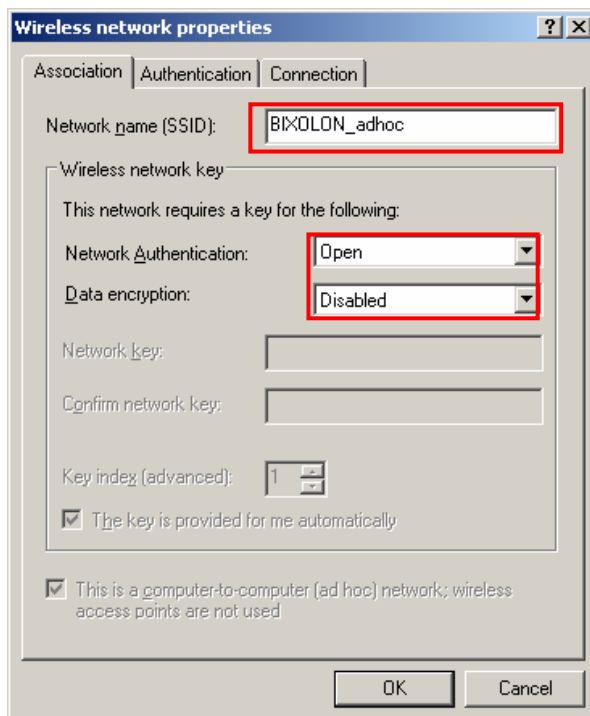 Wireless network properties
Association Authentication Connection
Network name (SSID): BIXOLON_adhoc
Wireless network key
This network requires a key for the following:
Network Authentication: Open
Data encryption: Disabled
Network key:
Confirm network key:
Key index (advanced): 1
The key is provided for me automatically
This is a computer-to-computer (ad hoc) network; wireless
access points are not used
OK Cancel